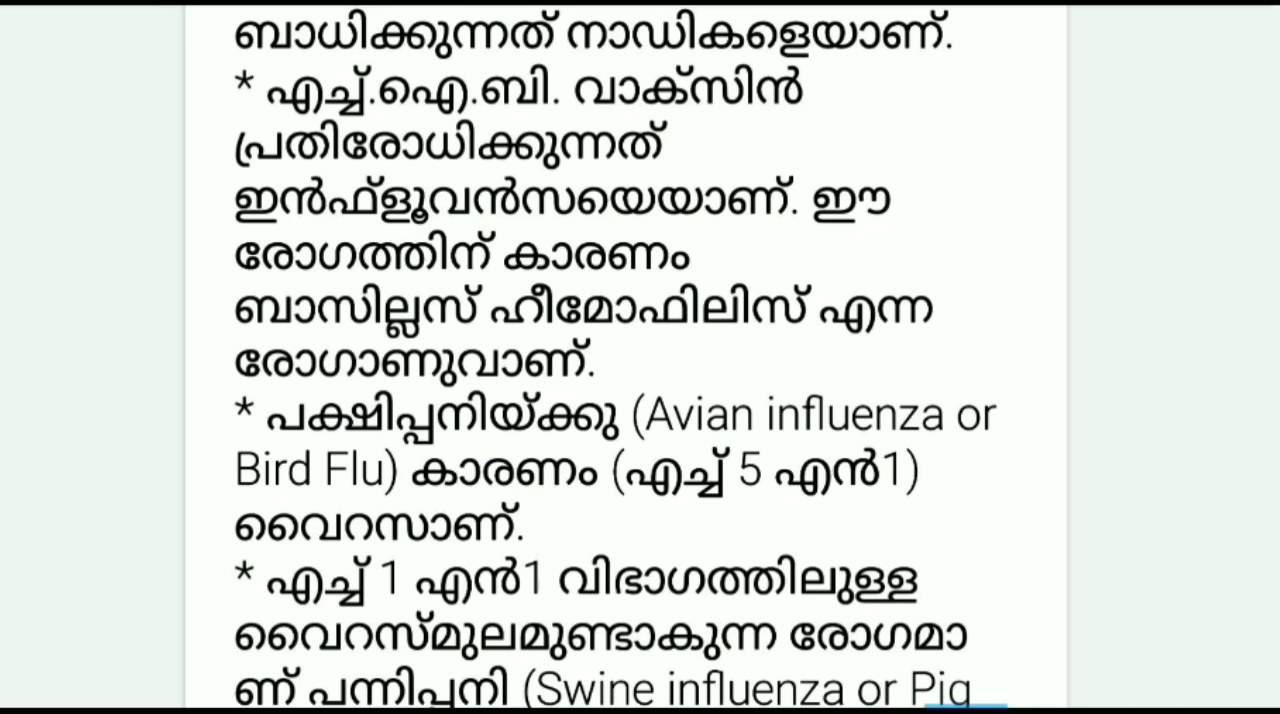 ബാധിക്കുന്നത് നാഡികളെയാണ്.
* എച്ച്.ഐ.ബി. വാക്സിൻ
പ്രതിരോധിക്കുന്നത്
ഇൻഫ്ളൂവൻസയെയാണ്. ഈ
രോഗത്തിന് കാരണം
ബാസില്ലസ് ഹീമോഫിലിസ് എന്ന
രോഗാണുവാണ്.
* പക്ഷിപ്പനിയ്ക്കു (Avian influenza or
Bird Flu) കാരണം (എച്ച് 5 എൻ1)
വൈറസാണ്.
* എച്ച് 1 എൻ1 വിഭാഗത്തിലുള്ള
വൈറസ്മുലമുണ്ടാകുന്ന രോഗമാ
ണ് പന്നിപ്പനി (Swine influenza or Pig